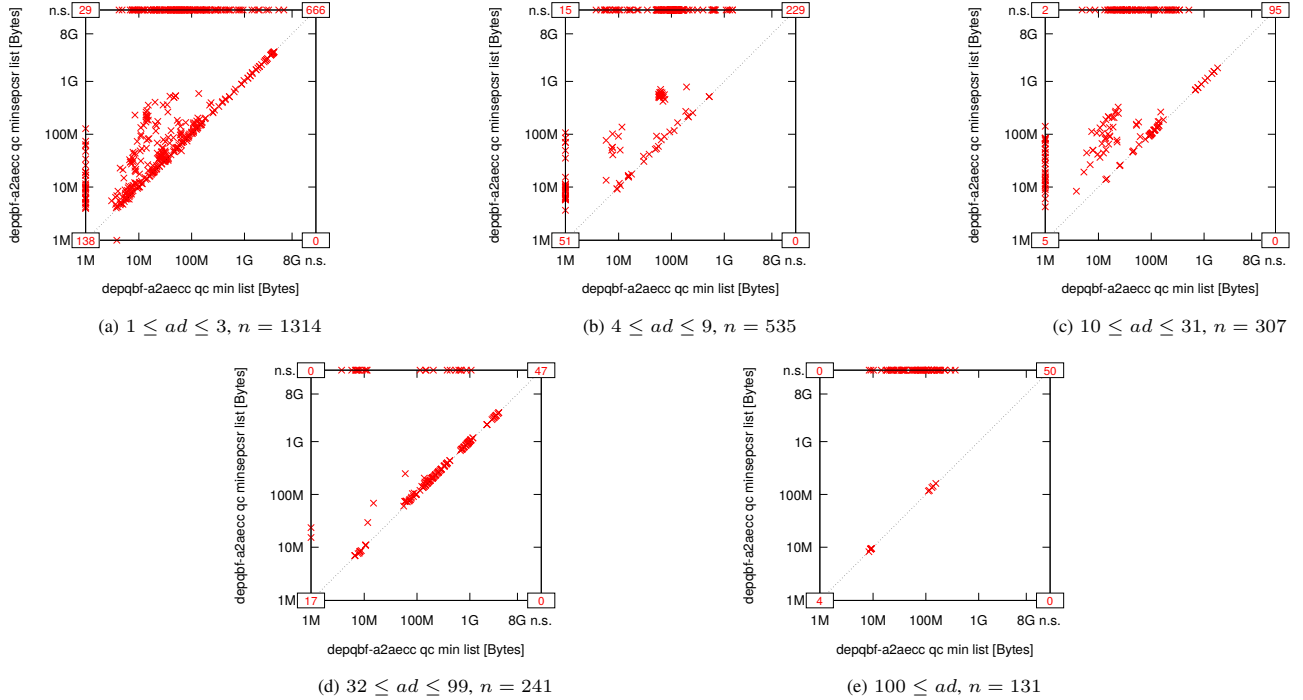 depqbf-a2aecc qc minsepcsr list [Bytes]
n.s.
8G
1G
100M
10M
1M
29
666
138
0
1M 10M 100M 1G 8G n.s.
depqbf-a2aecc qc min list [Bytes]
(a) 1 ≤ ad ≤ 3, n = 1314
depqbf-a2aecc qc minsepcsr list [Bytes]
n.s.
8G
1G
100M
10M
1M
15
229
51
0
1M 10M 100M 1G 8G n.s.
depqbf-a2aecc qc min list [Bytes]
(b) 4 ≤ ad ≤ 9, n = 535
depqbf-a2aecc qc minsepcsr list [Bytes]
n.s.
8G
1G
100M
10M
1M
2
95
5
0
1M 10M 100M 1G 8G n.s.
depqbf-a2aecc qc min list [Bytes]
(c) 10 ≤ ad ≤ 31, n = 307
depqbf-a2aecc qc minsepcsr list [Bytes]
n.s.
8G
1G
100M
10M
1M
0
47
17
0
1M 10M 100M 1G 8G n.s.
depqbf-a2aecc qc min list [Bytes]
(d) 32 ≤ ad ≤ 99, n = 241
depqbf-a2aecc qc minsepcsr list [Bytes]
n.s.
8G
1G
100M
10M
1M
0
50
4
0
1M 10M 100M 1G 8G n.s.
depqbf-a2aecc qc min list [Bytes]
(e) 100 ≤ ad, n = 131